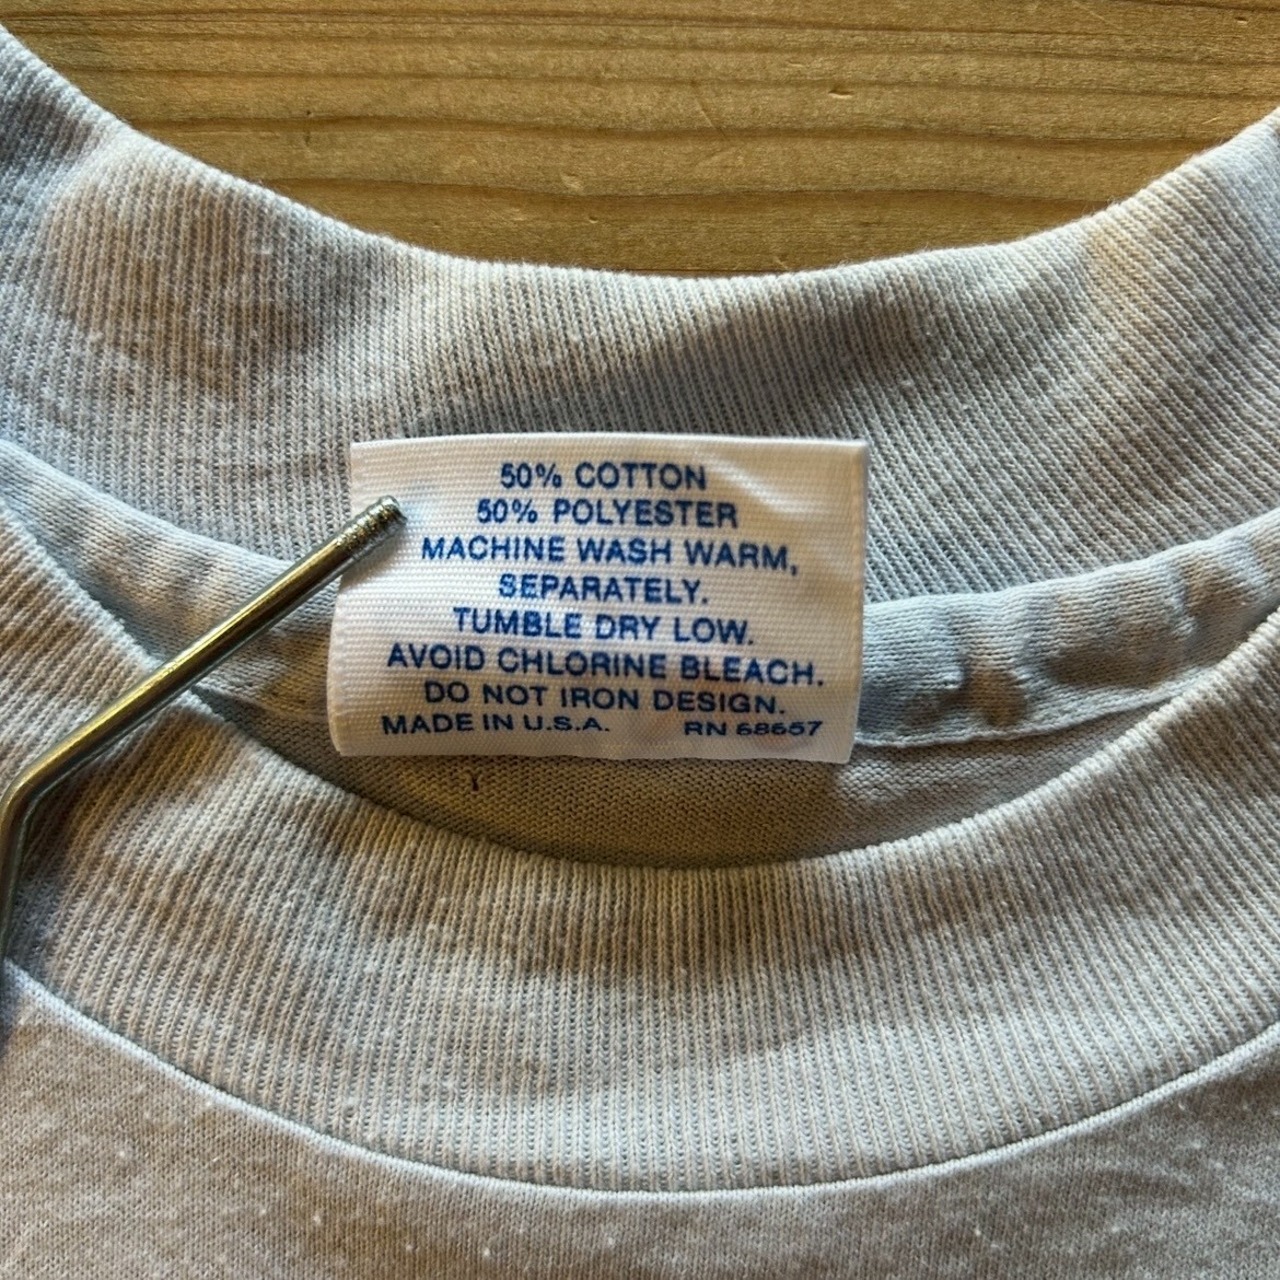 50% COTTON
50% POLYESTER
MACHINE WASH WARM,
SEPARATELY.
TUMBLE DRY LOW.
AVOID CHLORINE BLEACH.
DO NOT IRON DESIGN.
MADE IN U.S.A. RN 68657